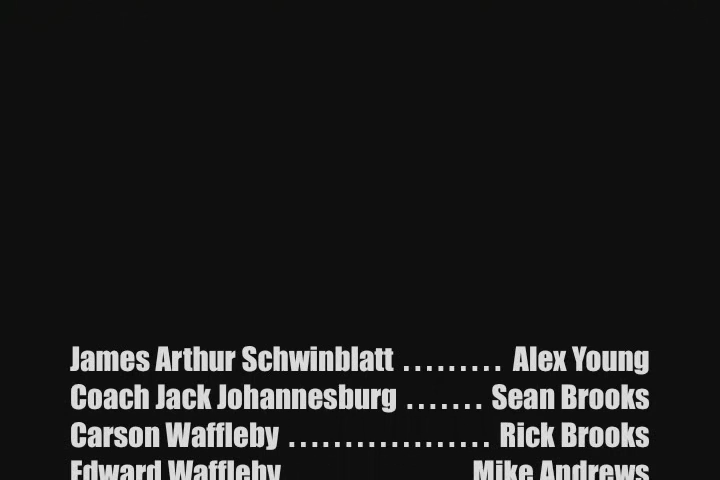 James Arthur Schwinblatt ......... Alex Young
Coach Jack Johannesburg ....... Sean Brooks
Carson Waffleby .................. Rick Brooks
Edward Waffleby Mike Andrews